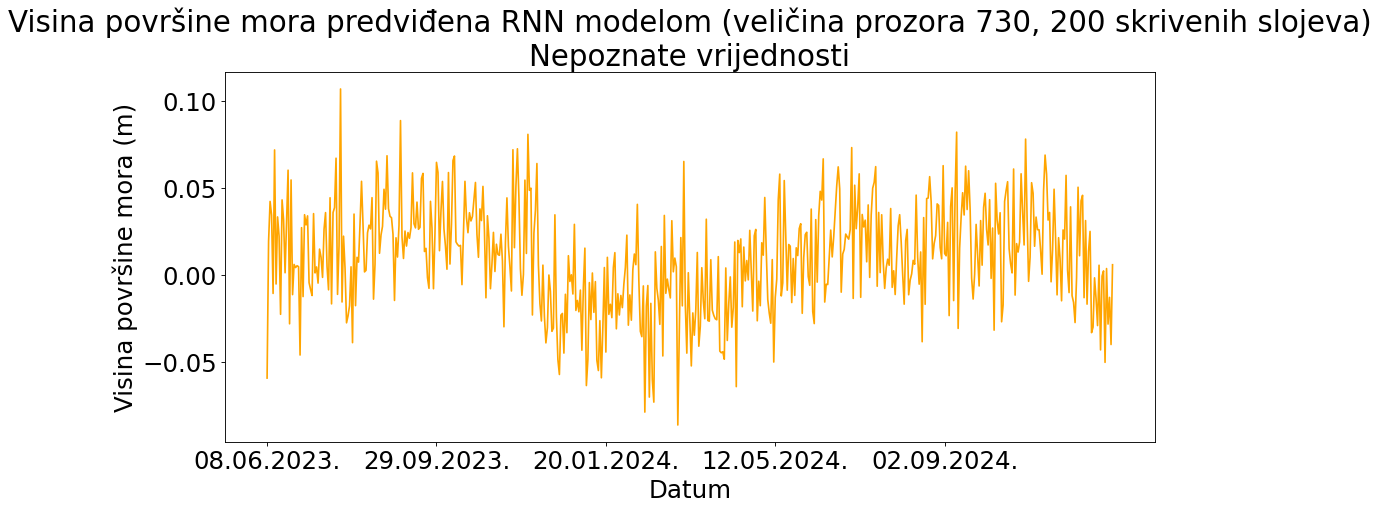 Visina površine mora predviđena RNN modelom (veličina prozora 730, 200 skrivenih slojeva)
Nepoznate vrijednosti
Visina površine mora (m)
0.10
0.05
0.00
−0.05
08.06.2023. 29.09.2023. 20.01.2024. 12.05.2024. 02.09.2024.
Datum